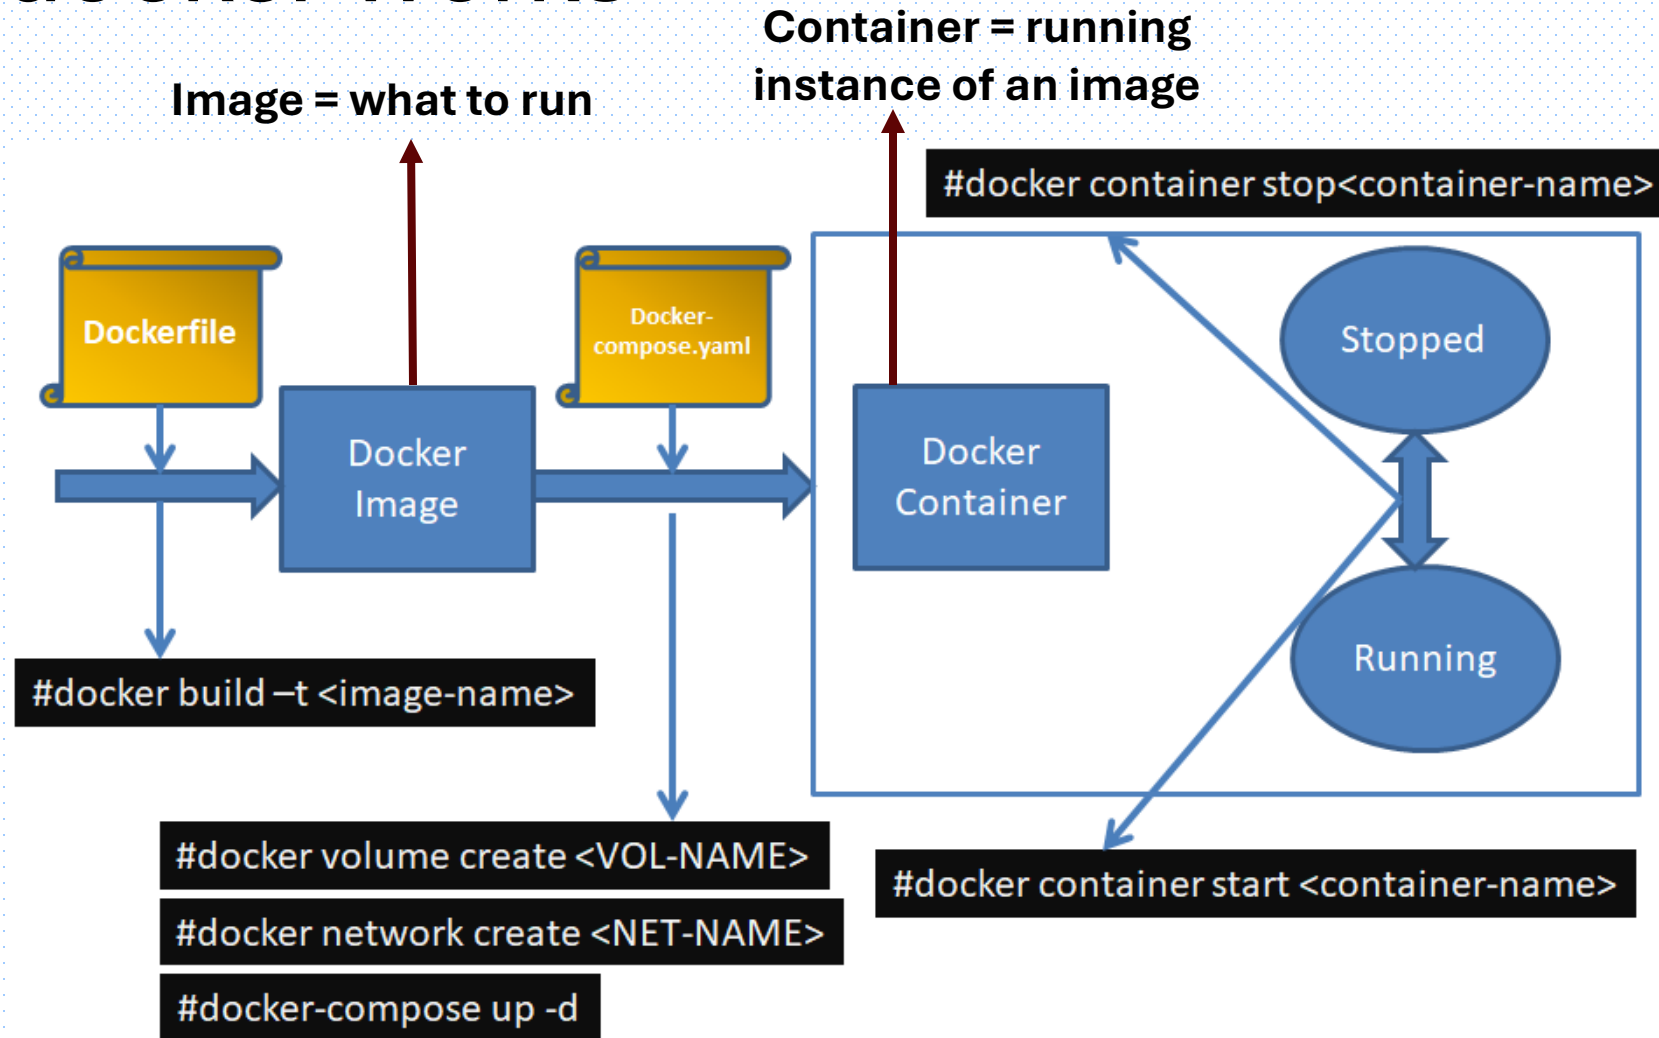 docker works
Container = running
instance of an image
Image = what to run
#docker container stop<container-name>
Dockerfile
Docker-
compose.yaml
Stopped
Docker
Image
Docker
Container
Running
#docker build –t <image-name>
#docker volume create <VOL-NAME>
#docker network create <NET-NAME>
#docker-compose up -d
#docker container start <container-name>